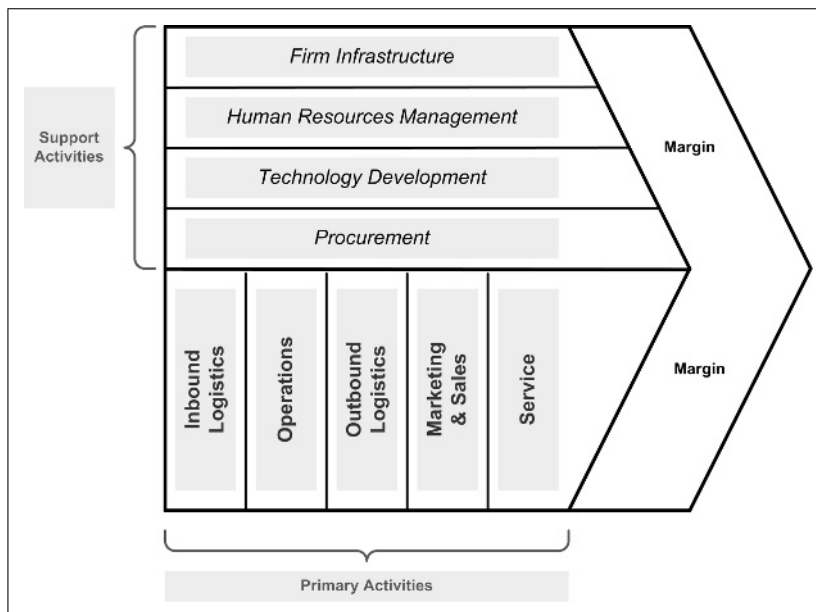 Firm Infrastructure
Human Resources Management
Margin
Support
Activities
Technology Development
Procurement
Inbound
Logistics
Operations
Outbound
Logistics
Marketing
& Sales
Service
Margin
Primary Activities